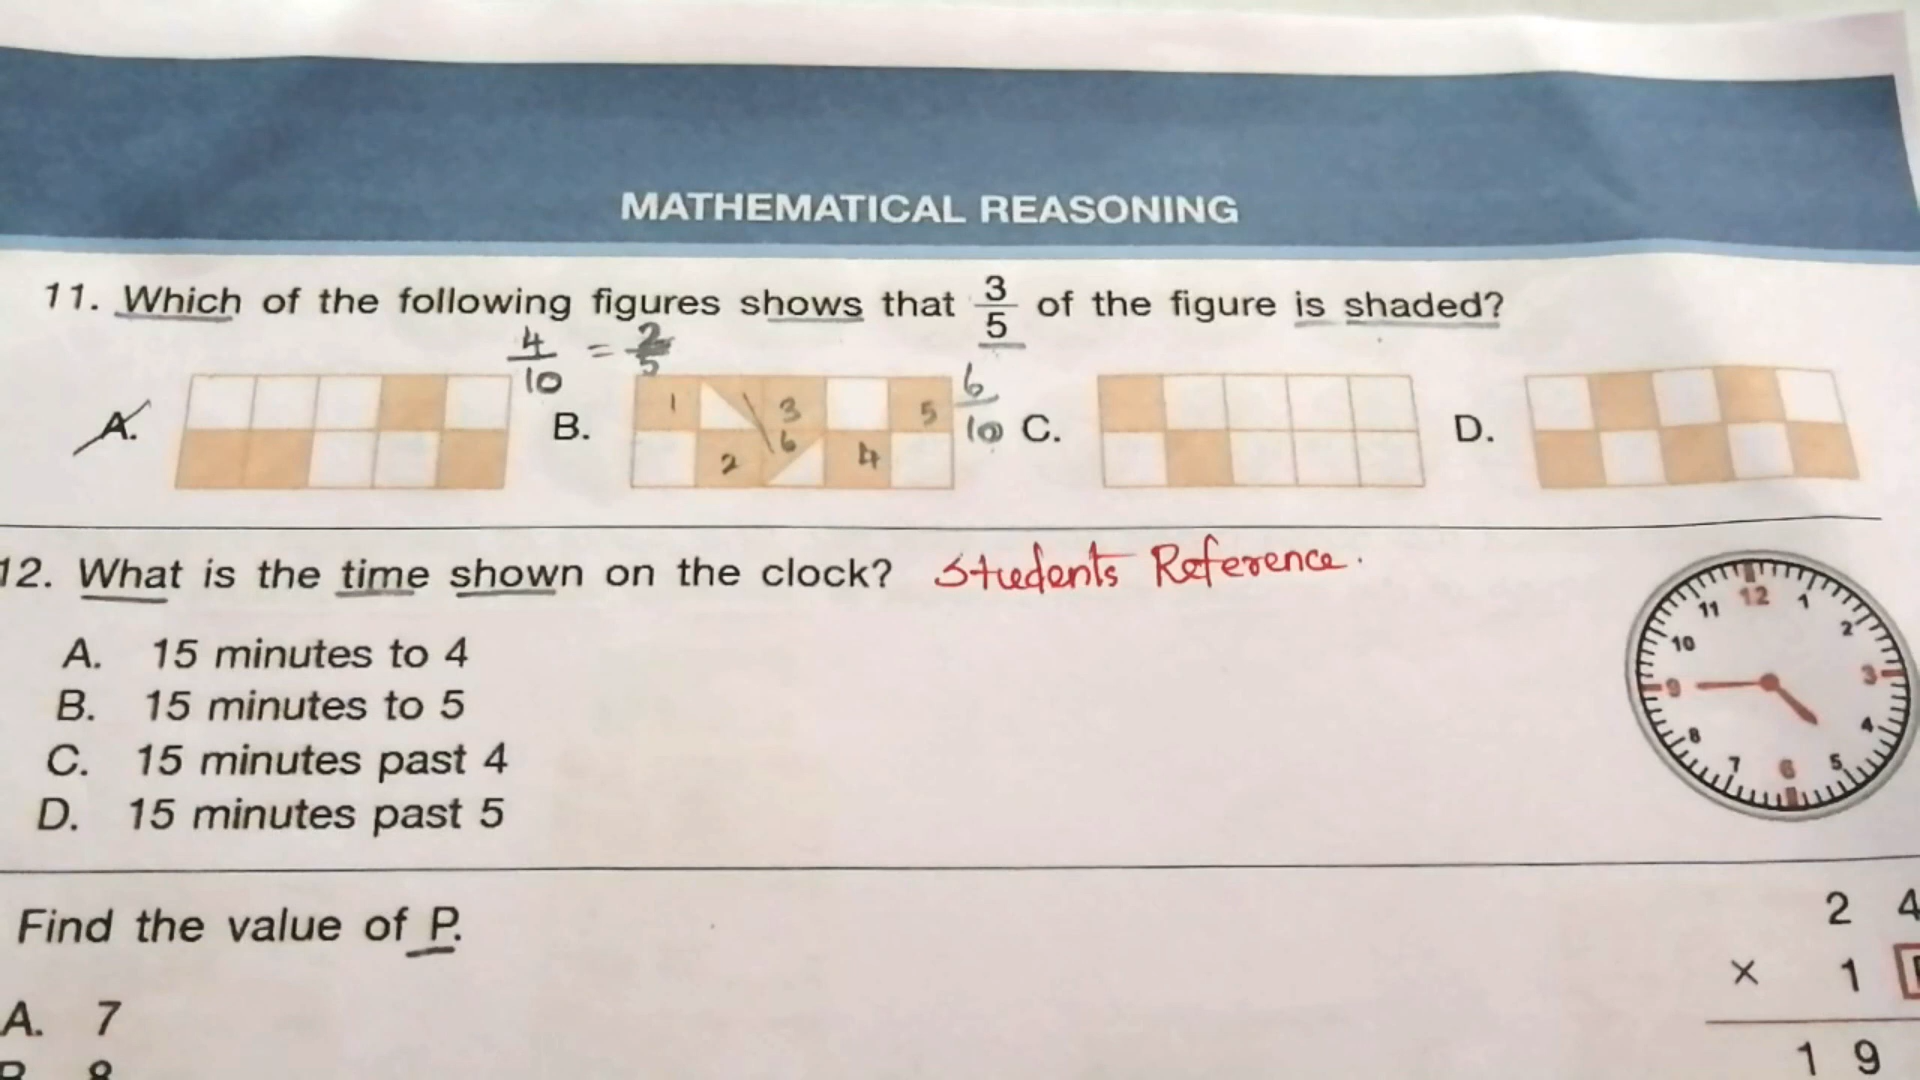 MATHEMATICAL REASONING
11. Which of the following figures shows that 3/5 of the figure is shaded?
4/10 = 2/5
6/10
A. B. C. D.
1 3 5
2 6 4
12. What is the time shown on the clock? Students Reference.
A. 15 minutes to 4
B. 15 minutes to 5
C. 15 minutes past 4
D. 15 minutes past 5
12 1 2 3 4 5 6 7 8 9 10 11
Find the value of P.
A. 7
8
2 4
× 1
1 9